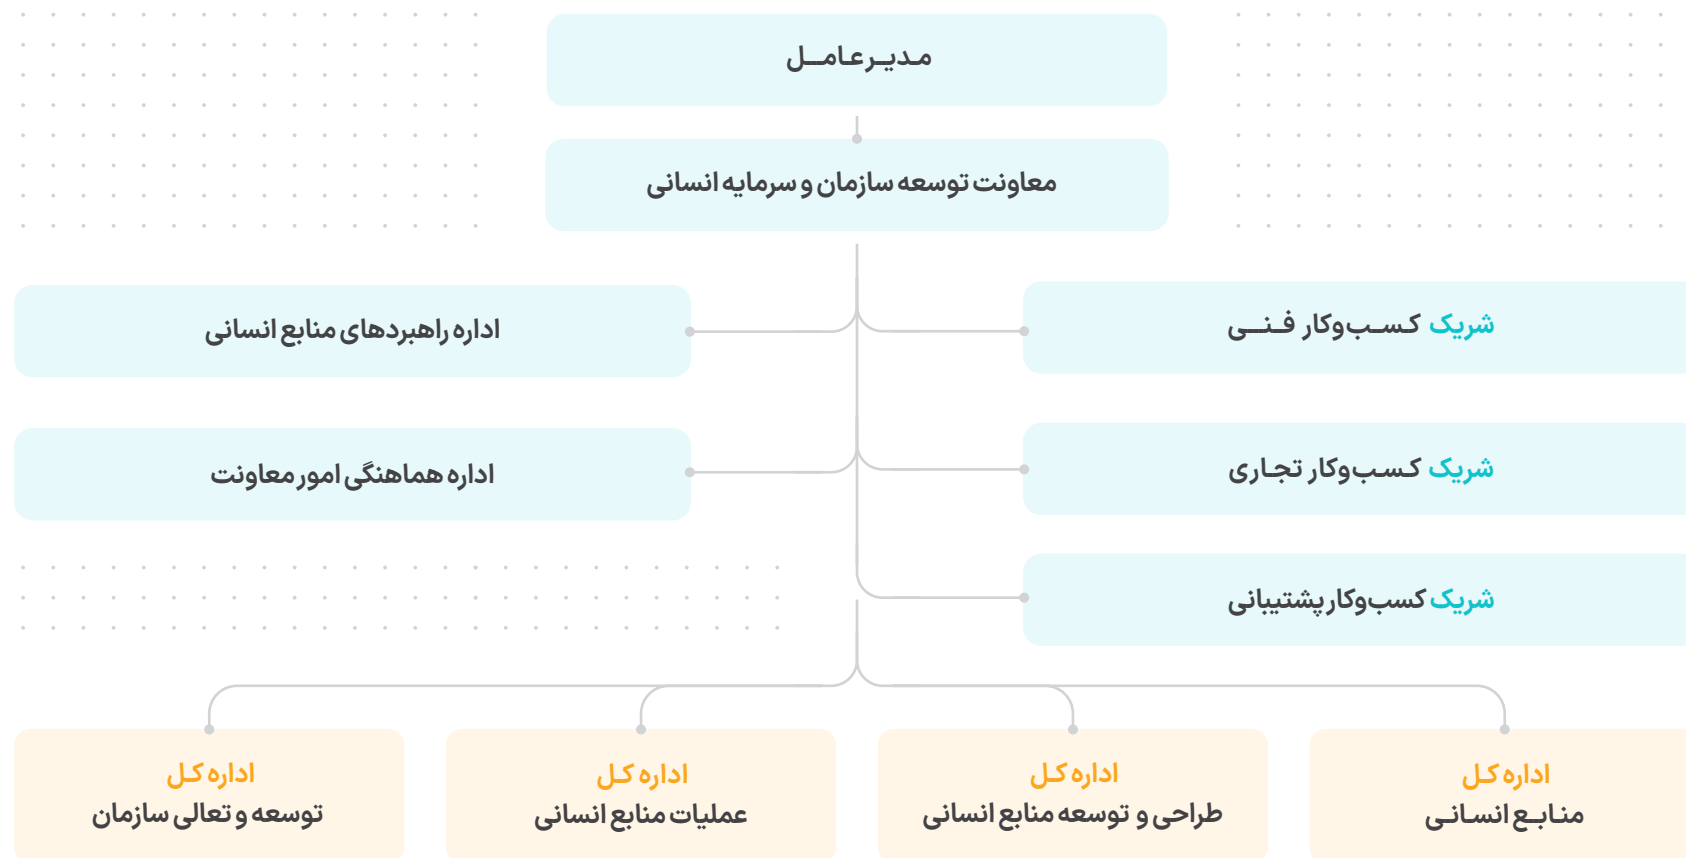 مدیر عامل
معاونت توسعه سازمان و سرمایه انسانی
شریک کسب‌وکار فنی
اداره راهبردهای منابع انسانی
شریک کسب‌وکار تجاری
اداره هماهنگی امور معاونت
شریک کسب‌وکار پشتیبانی
اداره کل
منابع انسانی
اداره کل
طراحی و توسعه منابع انسانی
اداره کل
عملیات منابع انسانی
اداره کل
توسعه و تعالی سازمان